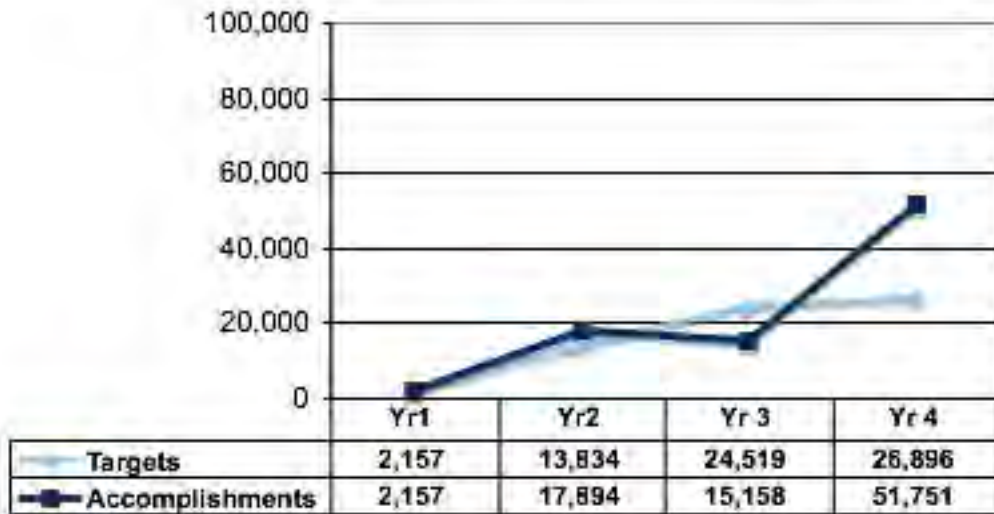 100,000
80,000
60,000
40,000
20,000
0
Yr1 Yr2 Yr 3 Yr 4
Targets 2,157 13,834 24,519 26,896
Accomplishments 2,157 17,894 15,158 51,751